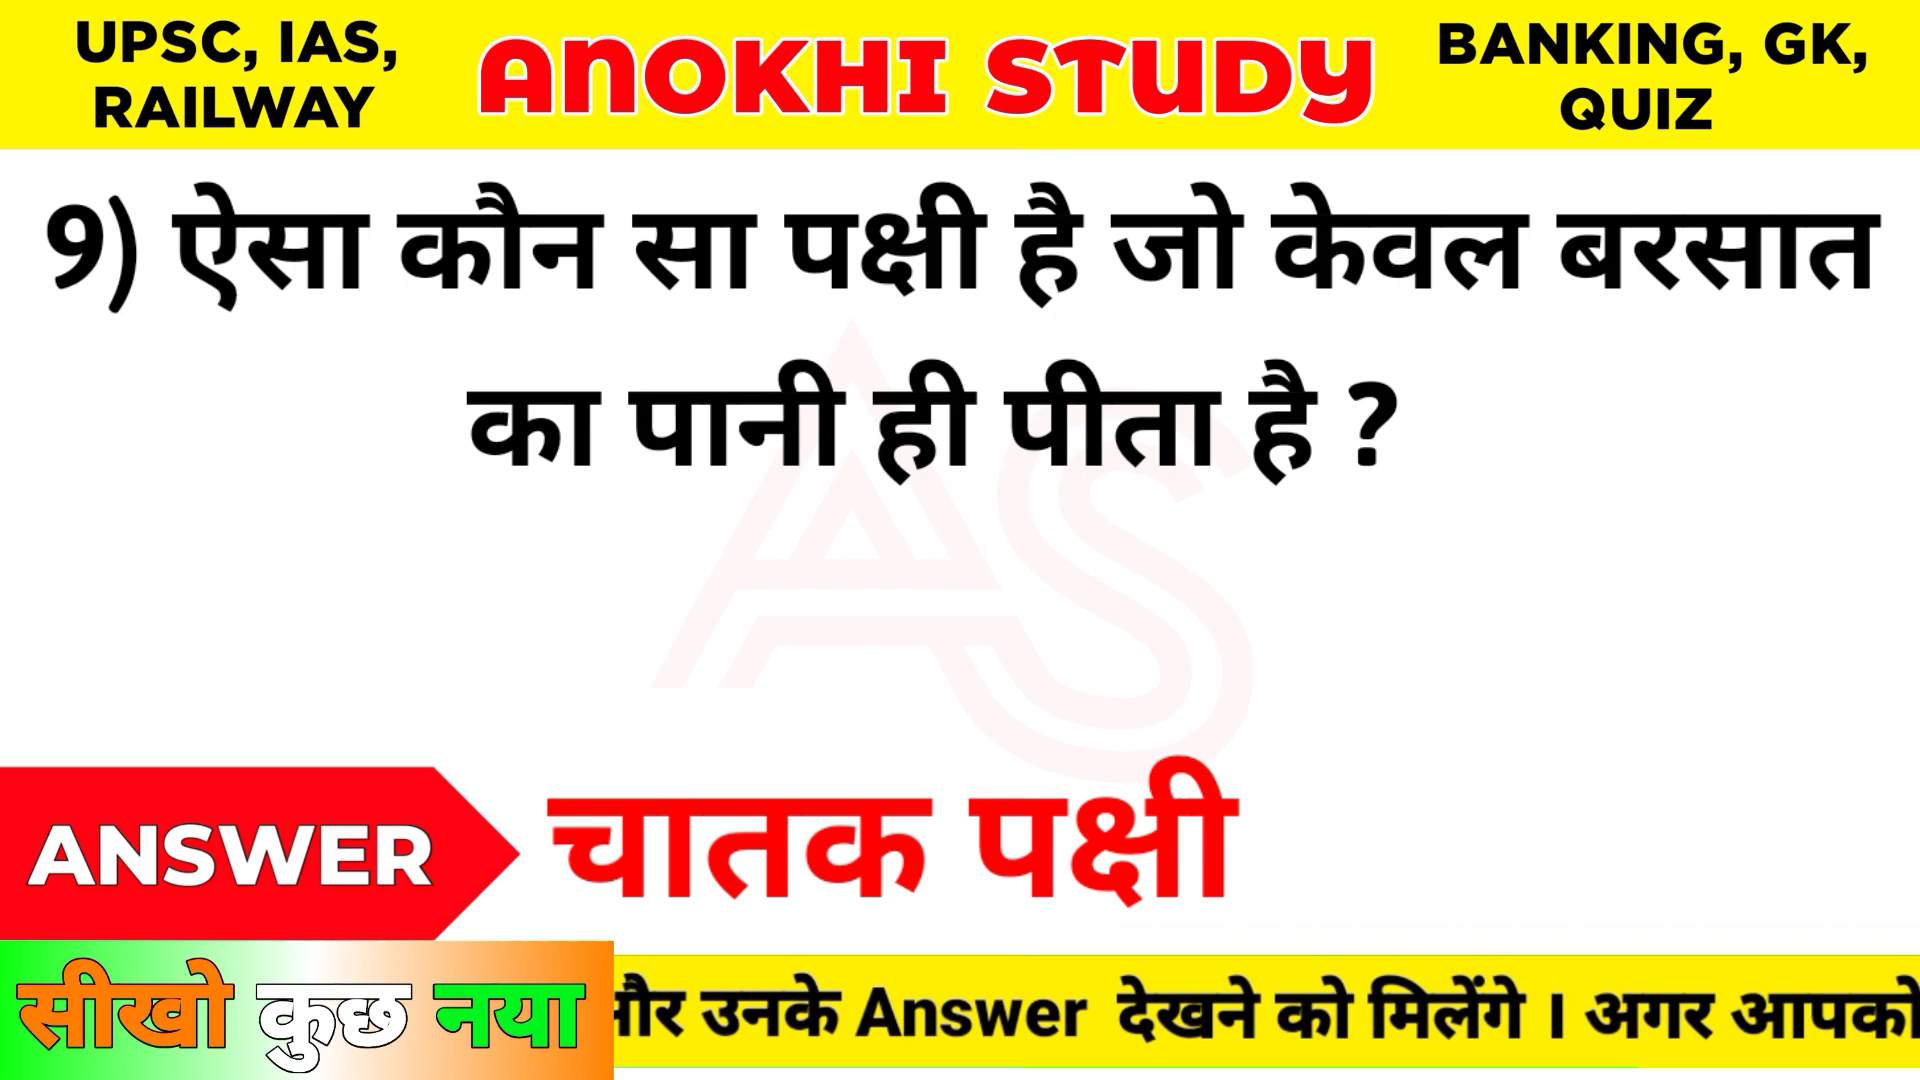 UPSC, IAS,
RAILWAY
ANOKHI STUDY
BANKING, GK,
QUIZ
9) ऐसा कौन सा पक्षी है जो केवल बरसात
का पानी ही पीता है ?
AS
ANSWER
चातक पक्षी
सीखो कुछ नया
और उनके Answer देखने को मिलेंगे । अगर आपको